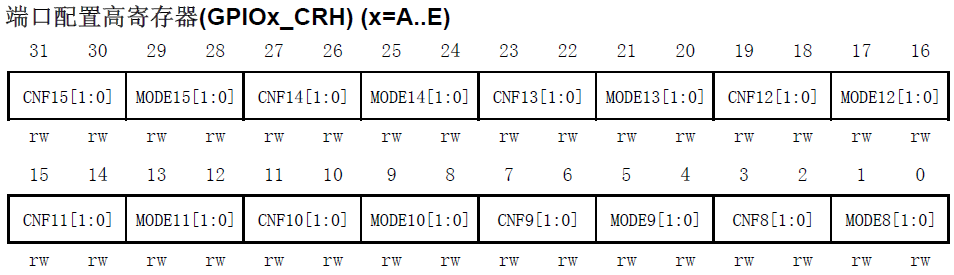 端口配置高寄存器(GPIOx_CRH) (x=A..E)
31 30 29 28 27 26 25 24 23 22 21 20 19 18 17 16
CNF15[1:0] MODE15[1:0] CNF14[1:0] MODE14[1:0] CNF13[1:0] MODE13[1:0] CNF12[1:0] MODE12[1:0]
rw rw rw rw rw rw rw rw rw rw rw rw rw rw rw rw
15 14 13 12 11 10 9 8 7 6 5 4 3 2 1 0
CNF11[1:0] MODE11[1:0] CNF10[1:0] MODE10[1:0] CNF9[1:0] MODE9[1:0] CNF8[1:0] MODE8[1:0]
rw rw rw rw rw rw rw rw rw rw rw rw rw rw rw rw